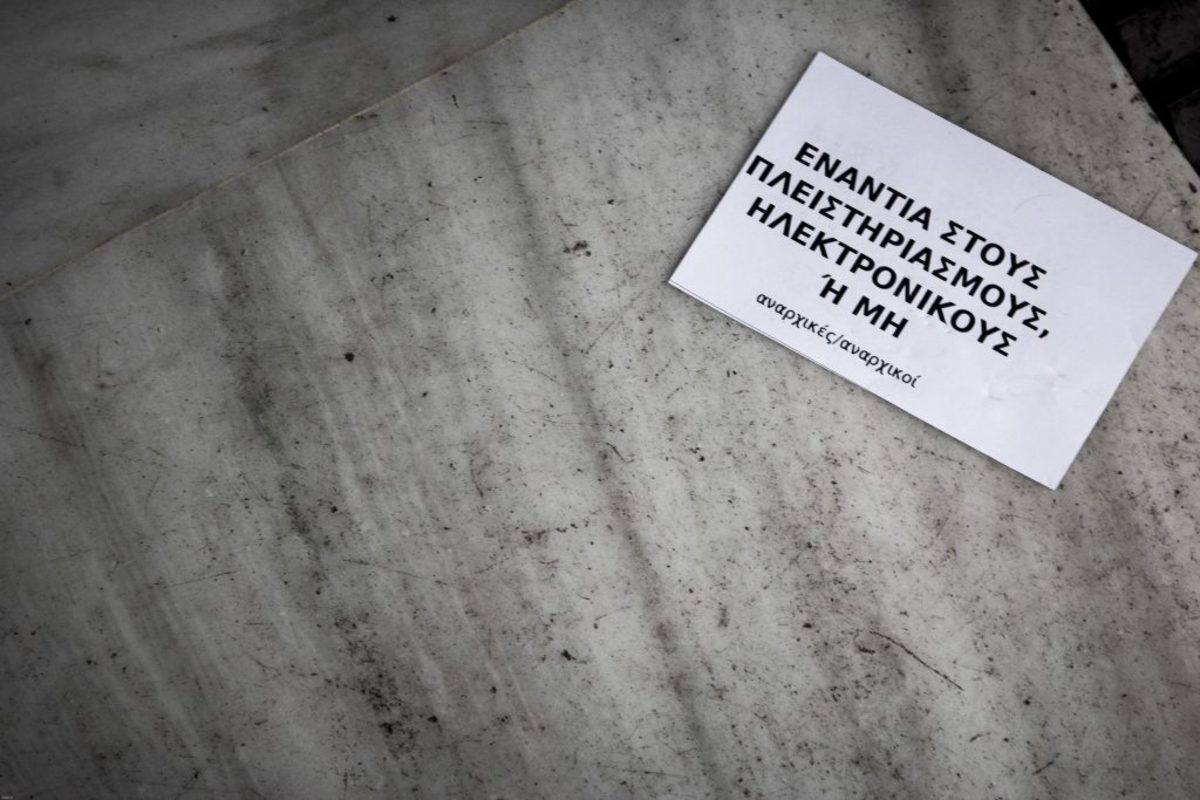 ΕΝΑΝΤΙΑ ΣΤΟΥΣ
ΠΛΕΙΣΤΗΡΙΑΣΜΟΥΣ,
ΗΛΕΚΤΡΟΝΙΚΟΥΣ
Ή ΜΗ
αναρχικές/αναρχικοί